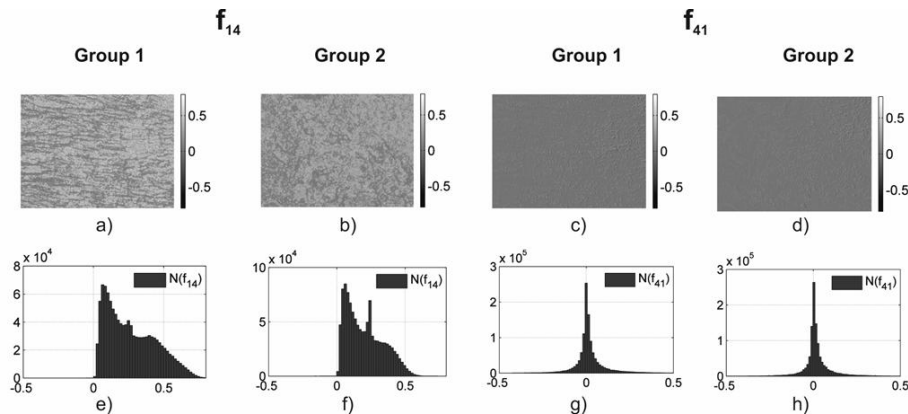 f14 f41
Group 1 Group 2 Group 1 Group 2
0.5 0.5 0.5 0.5
0 0 0 0
-0.5 -0.5 -0.5 -0.5
a) b) c) d)
x 10^4 x 10^4 x 10^5 x 10^5
8 10 3 3
N(f14) N(f14) N(f41) N(f41)
6 2 2
4 5
2 1 1
0 0 0 0
-0.5 0 0.5 -0.5 0 0.5 -0.5 0 0.5 -0.5 0 0.5
e) f) g) h)